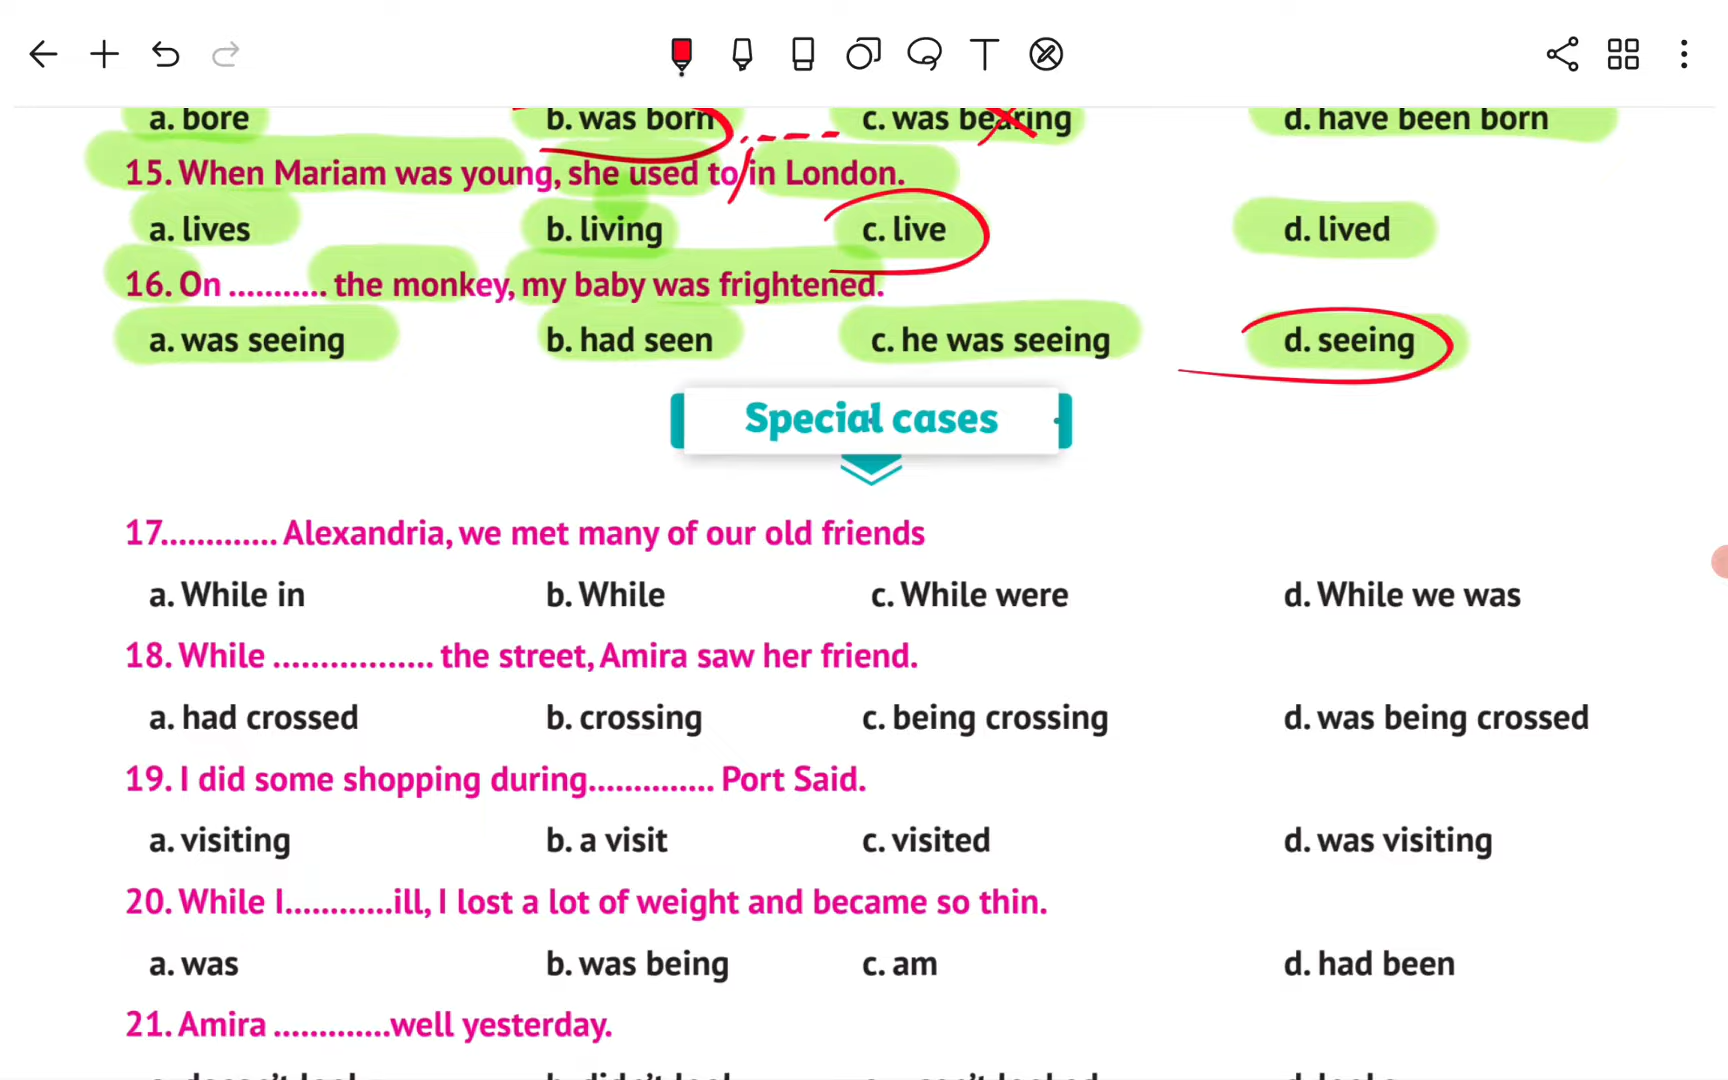 a. bore b. was born c. was bearing d. have been born
15. When Mariam was young, she used to in London.
a. lives b. living c. live d. lived
16. On ........... the monkey, my baby was frightened.
a. was seeing b. had seen c. he was seeing d. seeing
Special cases
17............. Alexandria, we met many of our old friends
a. While in b. While c. While were d. While we was
18. While ................. the street, Amira saw her friend.
a. had crossed b. crossing c. being crossing d. was being crossed
19. I did some shopping during.............. Port Said.
a. visiting b. a visit c. visited d. was visiting
20. While I............ill, I lost a lot of weight and became so thin.
a. was b. was being c. am d. had been
21. Amira .............well yesterday.